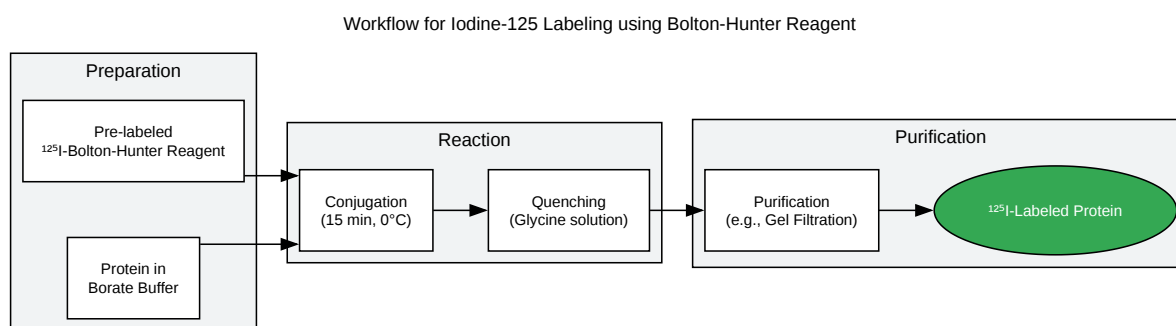 Workflow for Iodine-125 Labeling using Bolton-Hunter Reagent
Preparation
Pre-labeled
¹²⁵I-Bolton-Hunter Reagent
Protein in
Borate Buffer
Reaction
Conjugation
(15 min, 0°C)
Quenching
(Glycine solution)
Purification
Purification
(e.g., Gel Filtration)
¹²⁵I-Labeled Protein